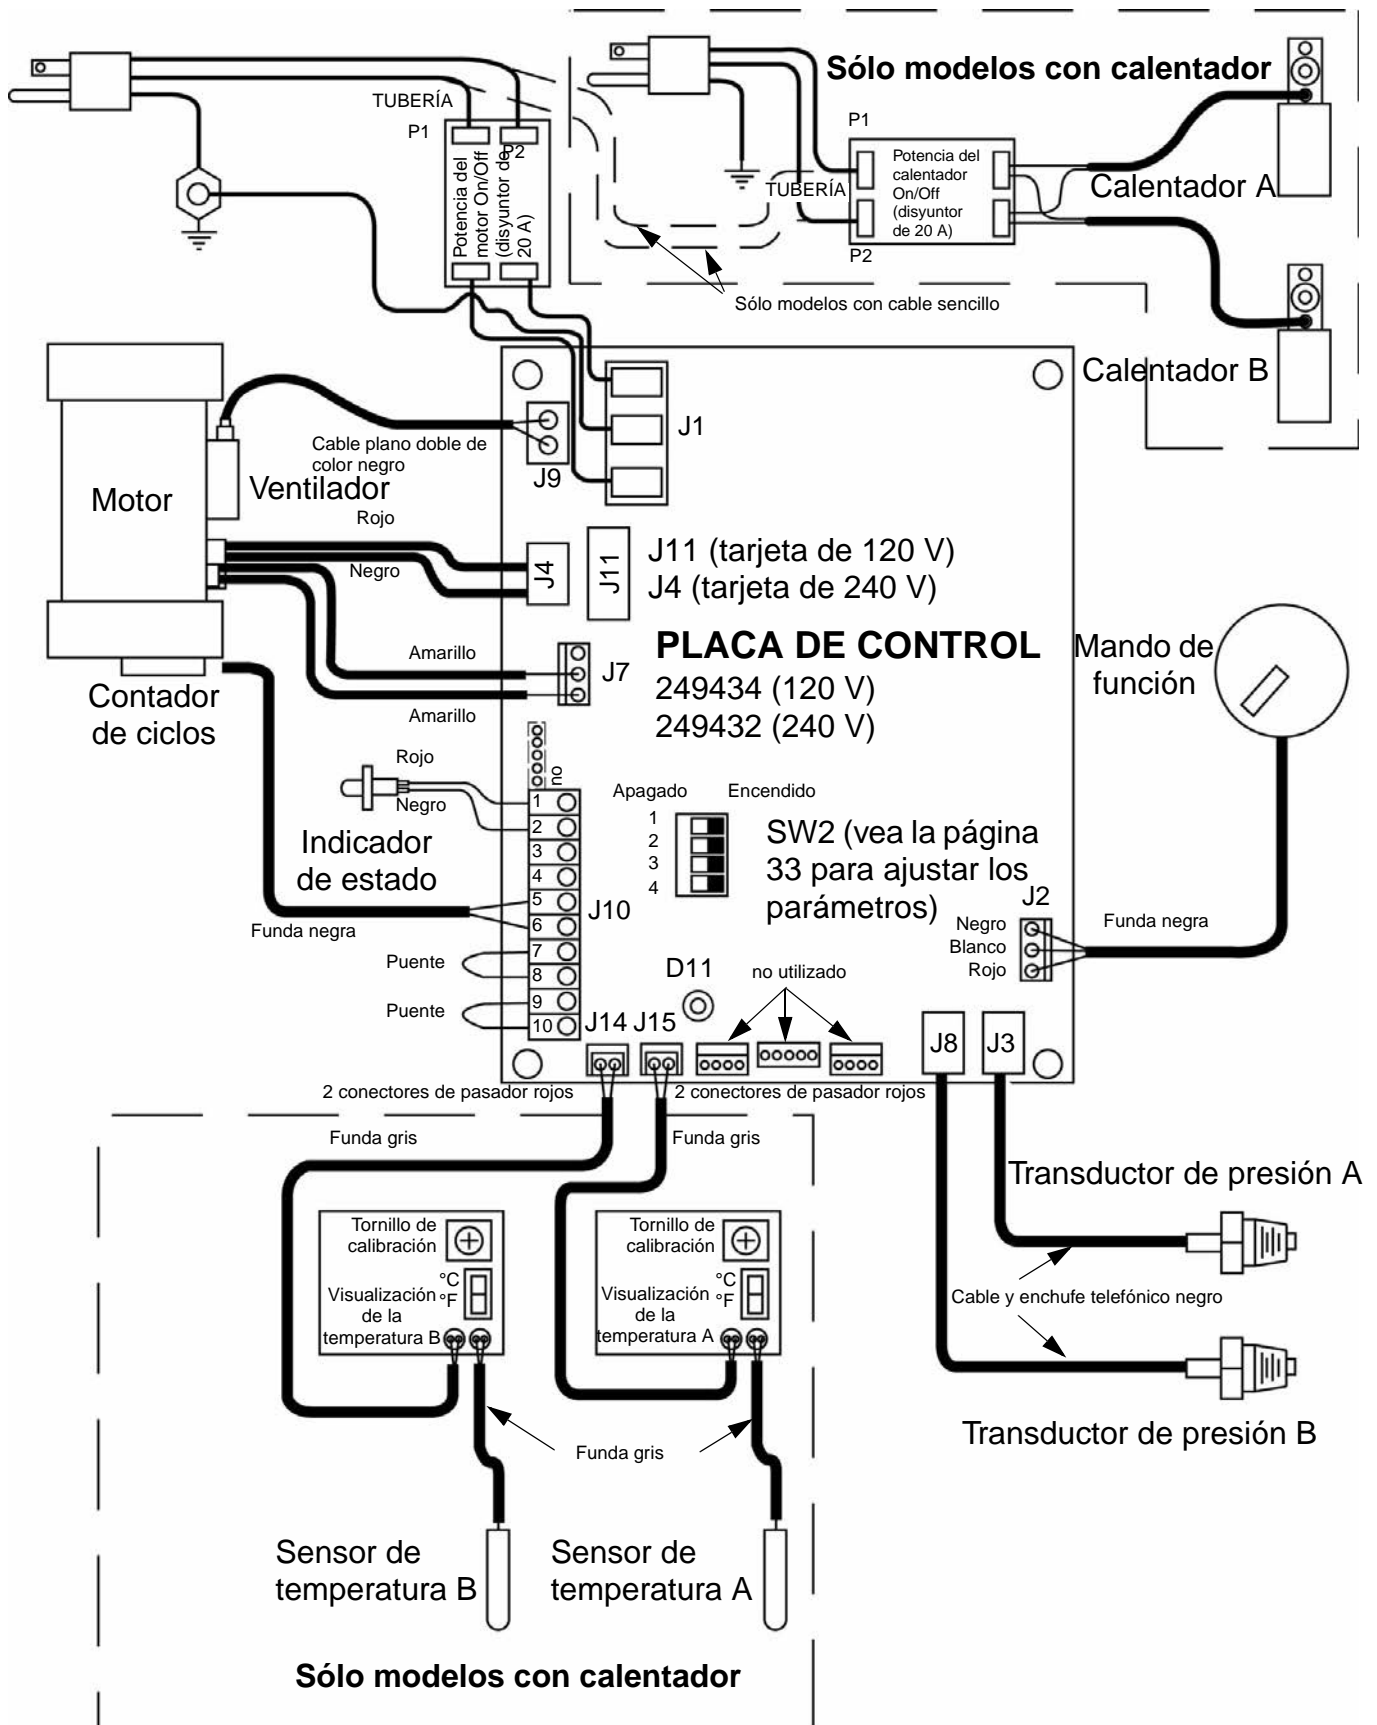 Sólo modelos con calentador
TUBERÍA
P1
P2
Potencia del
motor On/Off
(disyuntor de
20 A)
P1
Potencia del
calentador
On/Off
(disyuntor
de 20 A)
TUBERÍA
P2
Calentador A
Sólo modelos con cable sencillo
Calentador B
J1
Cable plano doble de
color negro
J9
Motor
Ventilador
Rojo
Negro
J4
J11
J11 (tarjeta de 120 V)
J4 (tarjeta de 240 V)
PLACA DE CONTROL
249434 (120 V)
249432 (240 V)
Mando de
función
Amarillo
J7
Amarillo
Contador
de ciclos
Rojo
Negro
no
Indicador
de estado
1
2
3
4
5
6
7
8
9
10
J10
Apagado
Encendido
1
2
3
4
SW2 (vea la página
33 para ajustar los
parámetros)
J2
Negro
Blanco
Rojo
Funda negra
Funda negra
Puente
Puente
D11
no utilizado
J14
J15
J8
J3
2 conectores de pasador rojos
2 conectores de pasador rojos
Funda gris
Funda gris
Transductor de presión A
Tornillo de
calibración
°C
°F
Visualización
de la
temperatura B
Tornillo de
calibración
°C
°F
Visualización
de la
temperatura A
Cable y enchufe telefónico negro
Transductor de presión B
Funda gris
Sensor de
temperatura B
Sensor de
temperatura A
Sólo modelos con calentador